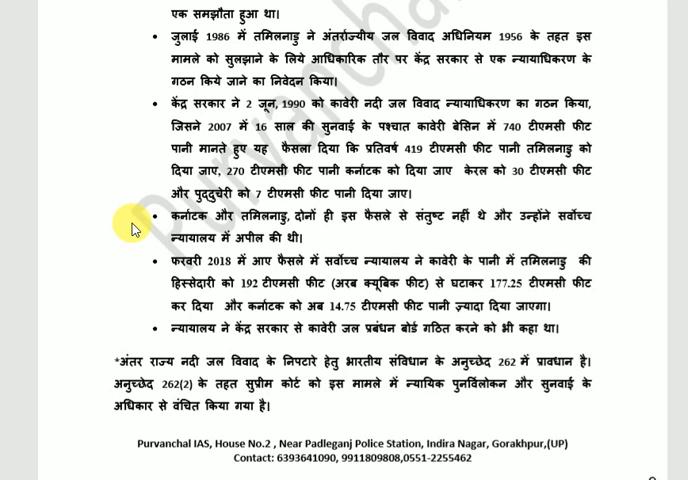 एक समझौता हुआ था।
• जुलाई 1986 में तमिलनाडु ने अंतर्राज्यीय जल विवाद अधिनियम 1956 के तहत इस
मामले को सुलझाने के लिये आधिकारिक तौर पर केंद्र सरकार से एक न्यायाधिकरण के
गठन किये जाने का निवेदन किया।
• केंद्र सरकार ने 2 जून, 1990 को कावेरी नदी जल विवाद न्यायाधिकरण का गठन किया,
जिसने 2007 में 16 साल की सुनवाई के पश्चात कावेरी बेसिन में 740 टीएमसी फीट
पानी मानते हुए यह फैसला दिया कि प्रतिवर्ष 419 टीएमसी फीट पानी तमिलनाडु को
दिया जाए, 270 टीएमसी फीट पानी कर्नाटक को दिया जाए केरल को 30 टीएमसी फीट
और पुद्दुचेरी को 7 टीएमसी फीट पानी दिया जाए।
• कर्नाटक और तमिलनाडु, दोनों ही इस फैसले से संतुष्ट नहीं थे और उन्होंने सर्वोच्च
न्यायालय में अपील की थी।
• फरवरी 2018 में आए फैसले में सर्वोच्च न्यायालय ने कावेरी के पानी में तमिलनाडु की
हिस्सेदारी को 192 टीएमसी फीट (अरब क्यूबिक फीट) से घटाकर 177.25 टीएमसी फीट
कर दिया और कर्नाटक को अब 14.75 टीएमसी फीट पानी ज़्यादा दिया जाएगा।
• न्यायालय ने केंद्र सरकार से कावेरी जल प्रबंधन बोर्ड गठित करने को भी कहा था।
*अंतर राज्य नदी जल विवाद के निपटारे हेतु भारतीय संविधान के अनुच्छेद 262 में प्रावधान है।
अनुच्छेद 262(2) के तहत सुप्रीम कोर्ट को इस मामले में न्यायिक पुनर्विलोकन और सुनवाई के
अधिकार से वंचित किया गया है।
Purvanchal IAS, House No.2 , Near Padleganj Police Station, Indira Nagar, Gorakhpur,(UP)
Contact: 6393641090, 9911809808,0551-2255462